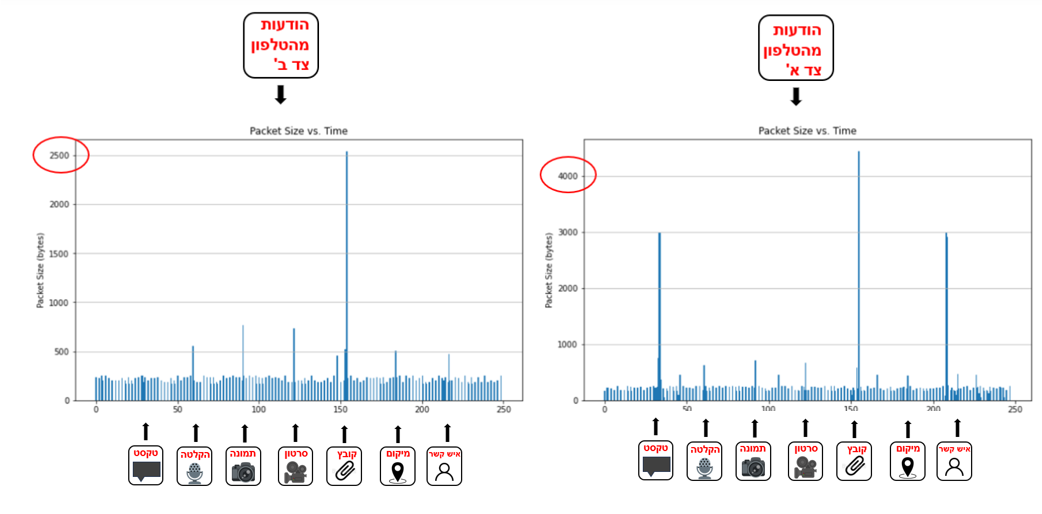 הודעות
מהטלפון
צד ב'
Packet Size vs. Time
Packet Size (bytes)
2500
2000
1500
1000
500
0
0 50 100 150 200 250
טקסט
הקלטה
תמונה
סרטון
קובץ
מיקום
איש קשר
הודעות
מהטלפון
צד א'
Packet Size vs. Time
Packet Size (bytes)
4000
3000
2000
1000
0
0 50 100 150 200 250
טקסט
הקלטה
תמונה
סרטון
קובץ
מיקום
איש קשר